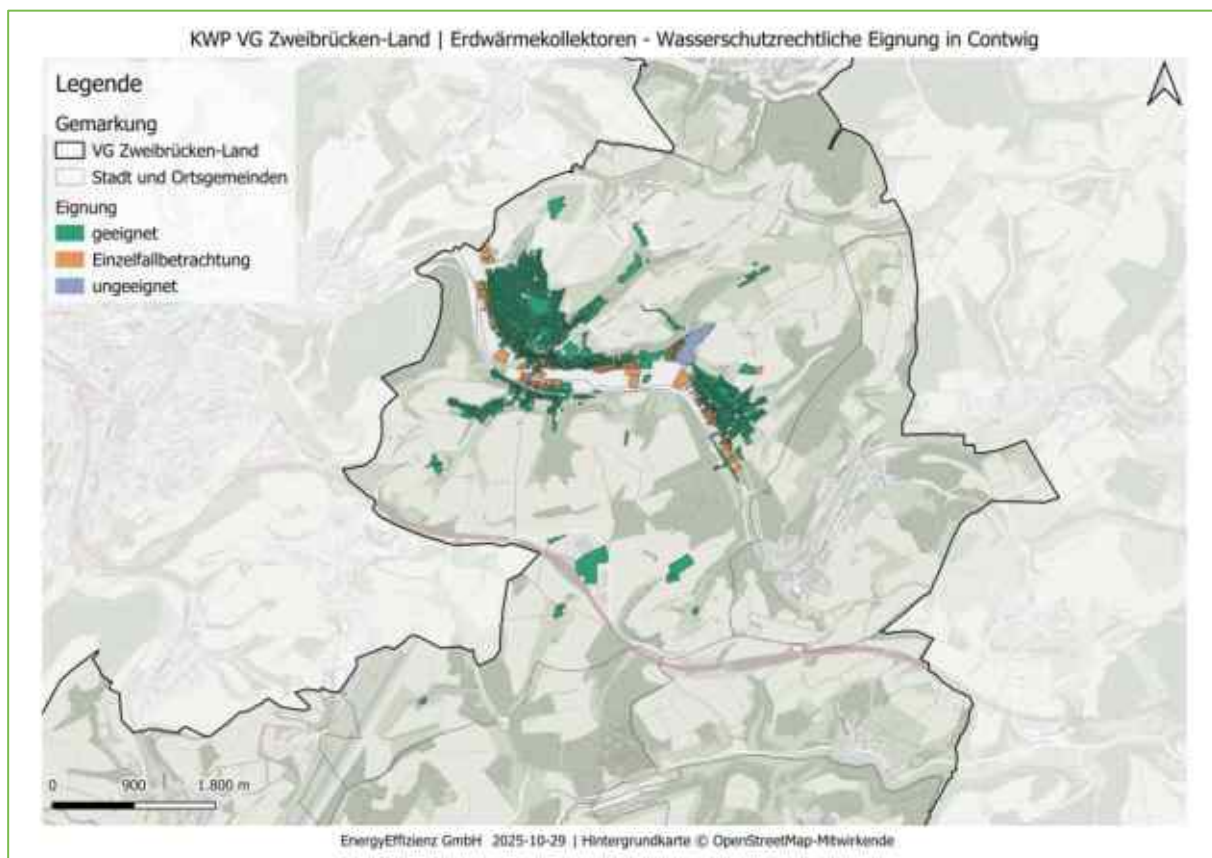 KWP VG Zweibrücken-Land | Erdwärmekollektoren - Wasserschutzrechtliche Eignung in Contwig
Legende
Gemarkung
VG Zweibrücken-Land
Stadt und Ortsgemeinden
Eignung
geeignet
Einzelfallbetrachtung
ungeeignet
0 900 1.800 m
EnergyEffizienz GmbH 2025-10-29 | Hintergrundkarte © OpenStreetMap-Mitwirkende